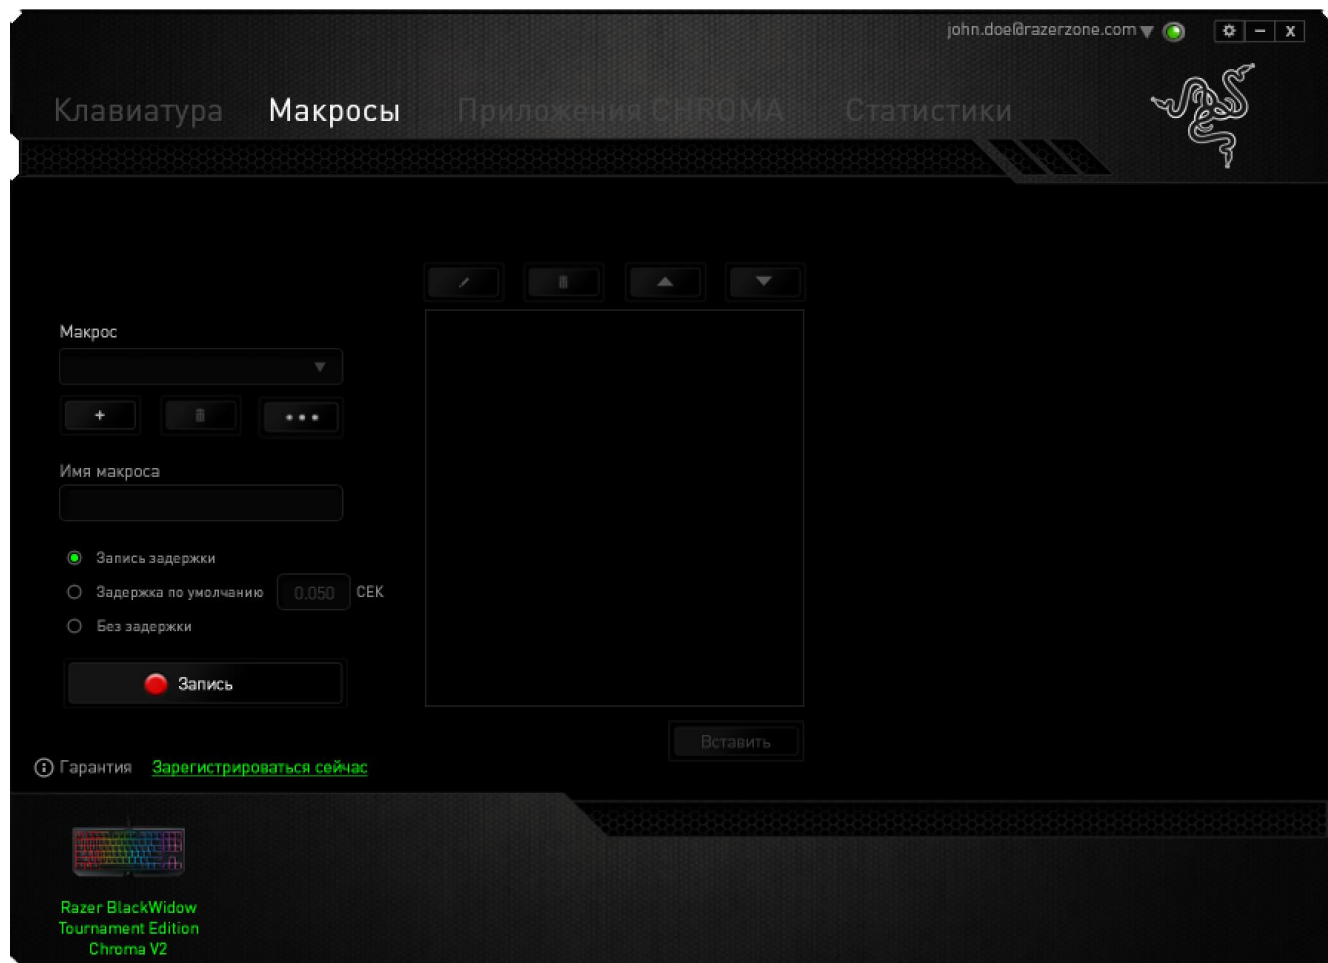 john.doe@razerzone.com
X
Клавиатура Макросы Приложения CHROMA Статистики
Макрос
Имя макроса
Запись задержки
Задержка по умолчанию 0.050 СЕК
Без задержки
Запись
Вставить
Гарантия Зарегистрироваться сейчас
Razer BlackWidow
Tournament Edition
Chroma V2